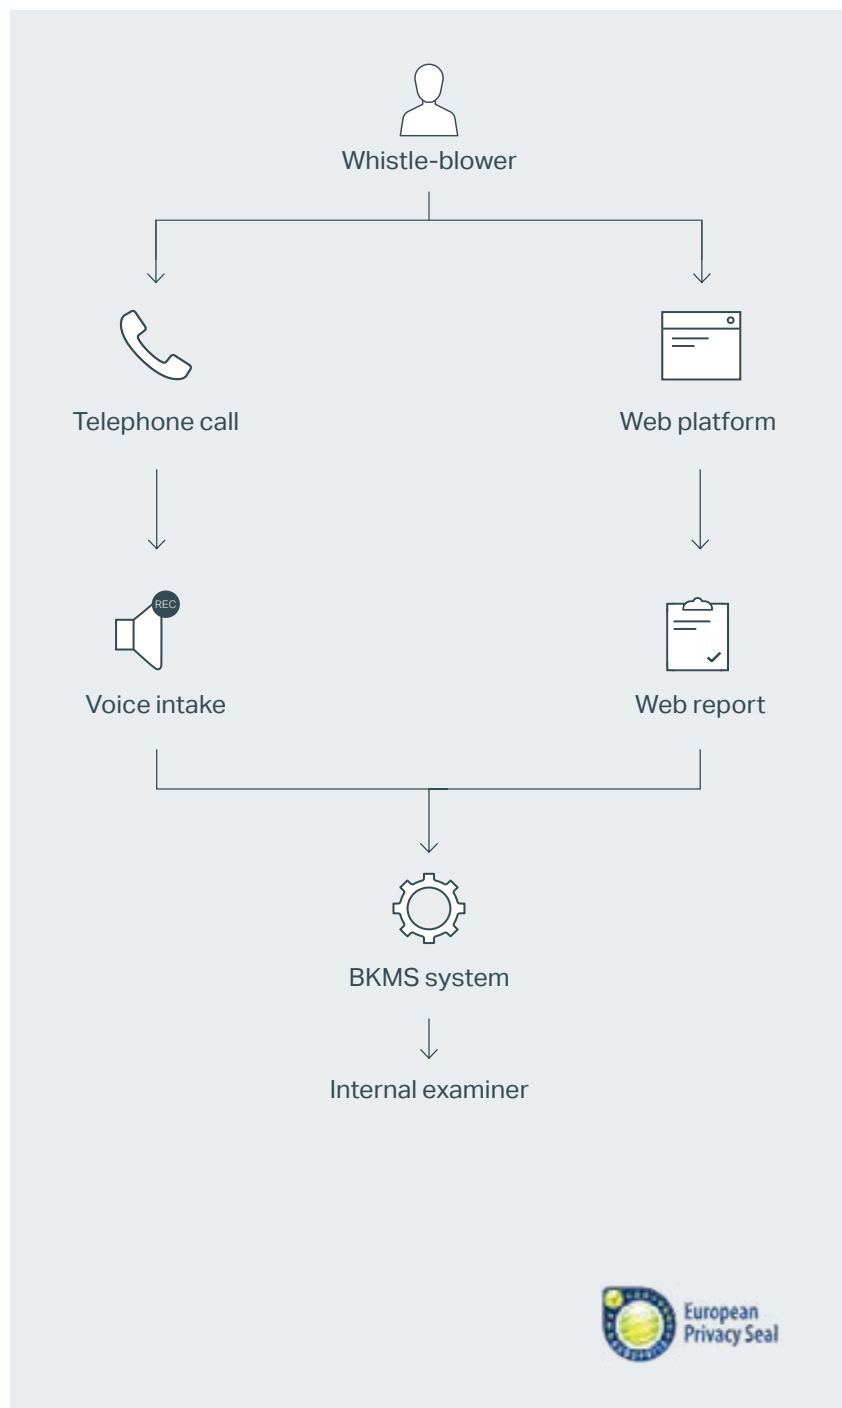 Whistle-blower
Telephone call
Web platform
REC
Voice intake
Web report
BKMS system
Internal examiner
European
Privacy Seal